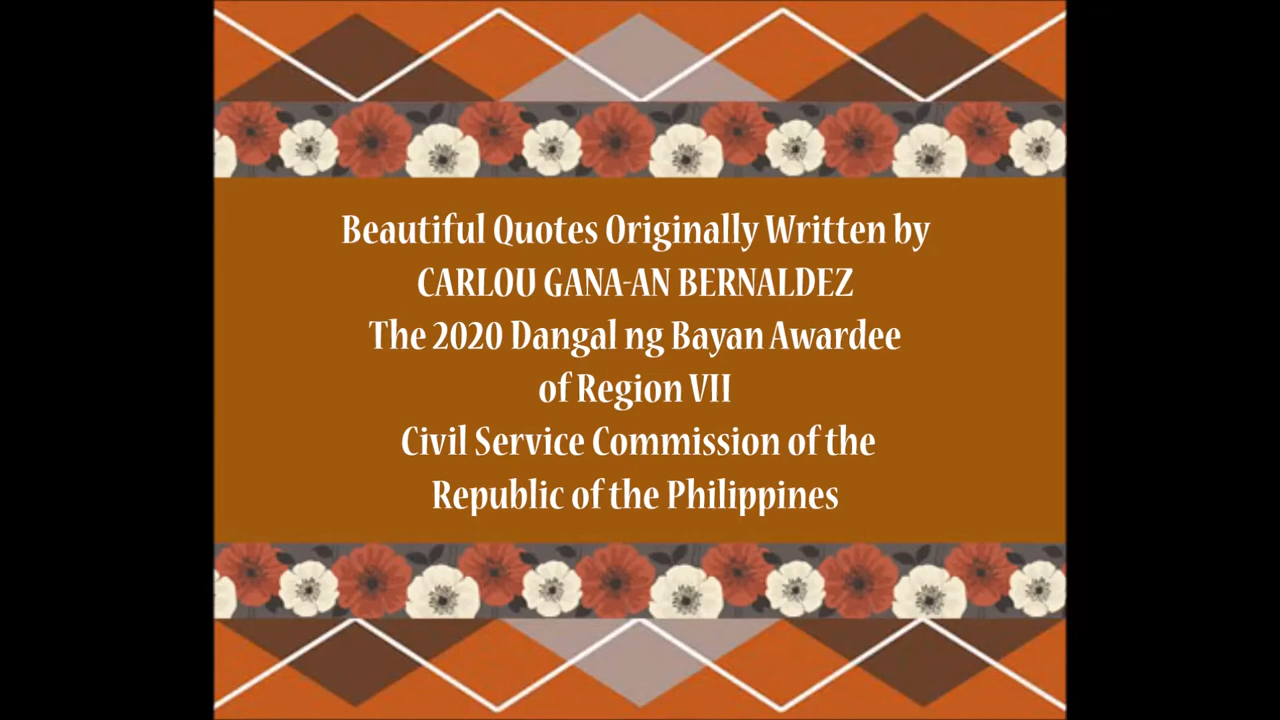 Beautiful Quotes Originally Written by
CARLOU GANA-AN BERNALDEZ
The 2020 Dangal ng Bayan Awardee
of Region VII
Civil Service Commission of the
Republic of the Philippines